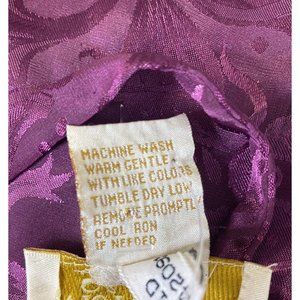 MACHINE WASH
WARM GENTLE
WITH LIKE COLORS
TUMBLE DRY LOW
REMOVE PROMPTLY
COOL IRON
IF NEEDED